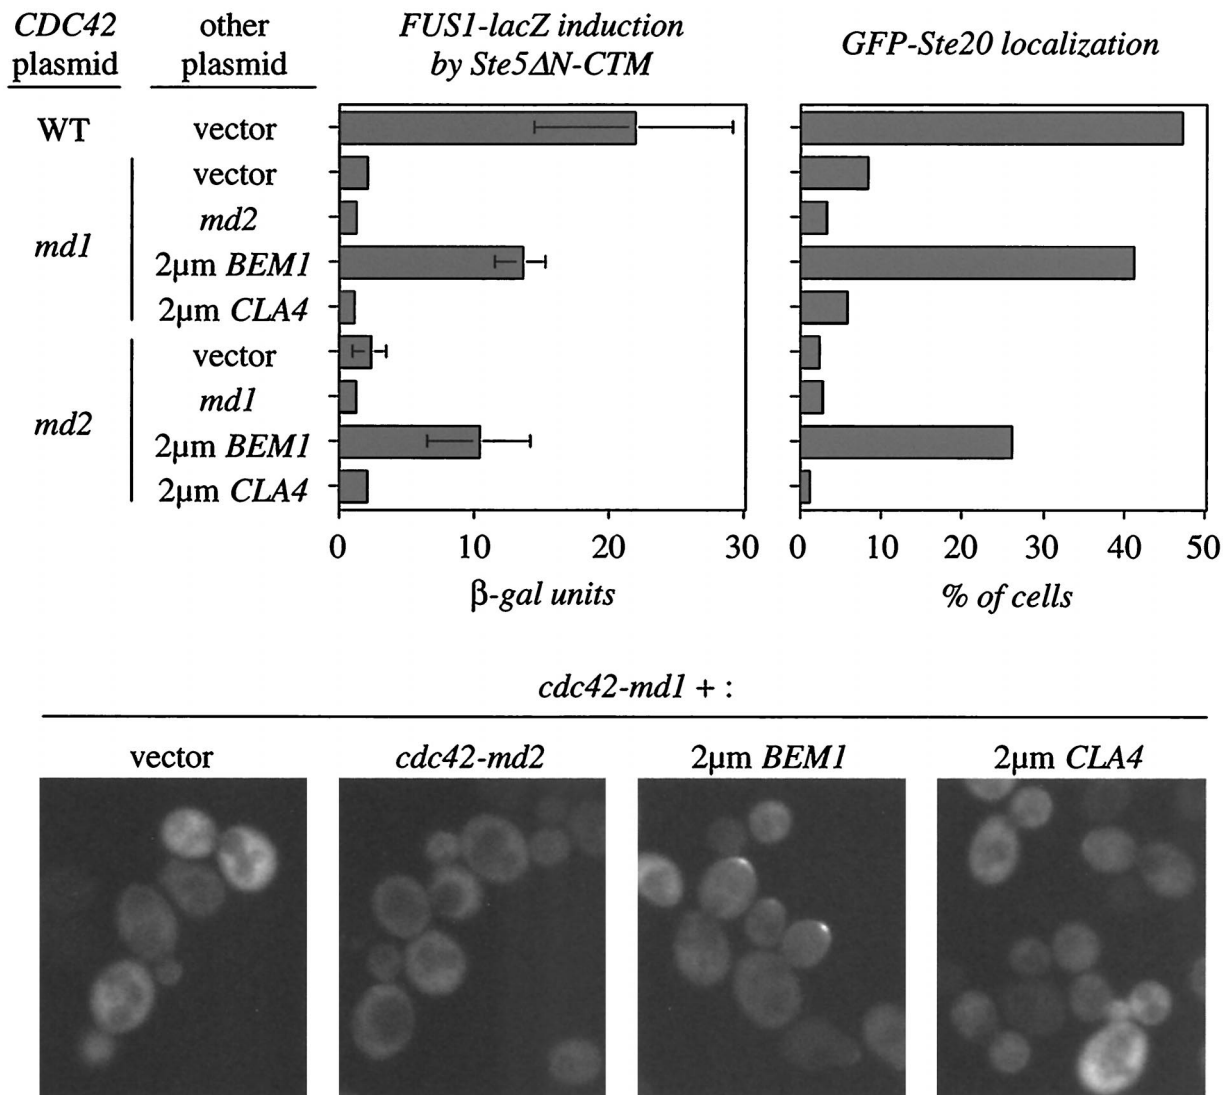 CDC42 plasmid
other plasmid
FUS1-lacZ induction
by Ste5ΔN-CTM
GFP-Ste20 localization
WT
vector
md1
vector
md2
2µm BEM1
2µm CLA4
md2
vector
md1
2µm BEM1
2µm CLA4
0 10 20 30
β-gal units
0 10 20 30 40 50
% of cells
cdc42-md1 + :
vector
cdc42-md2
2µm BEM1
2µm CLA4